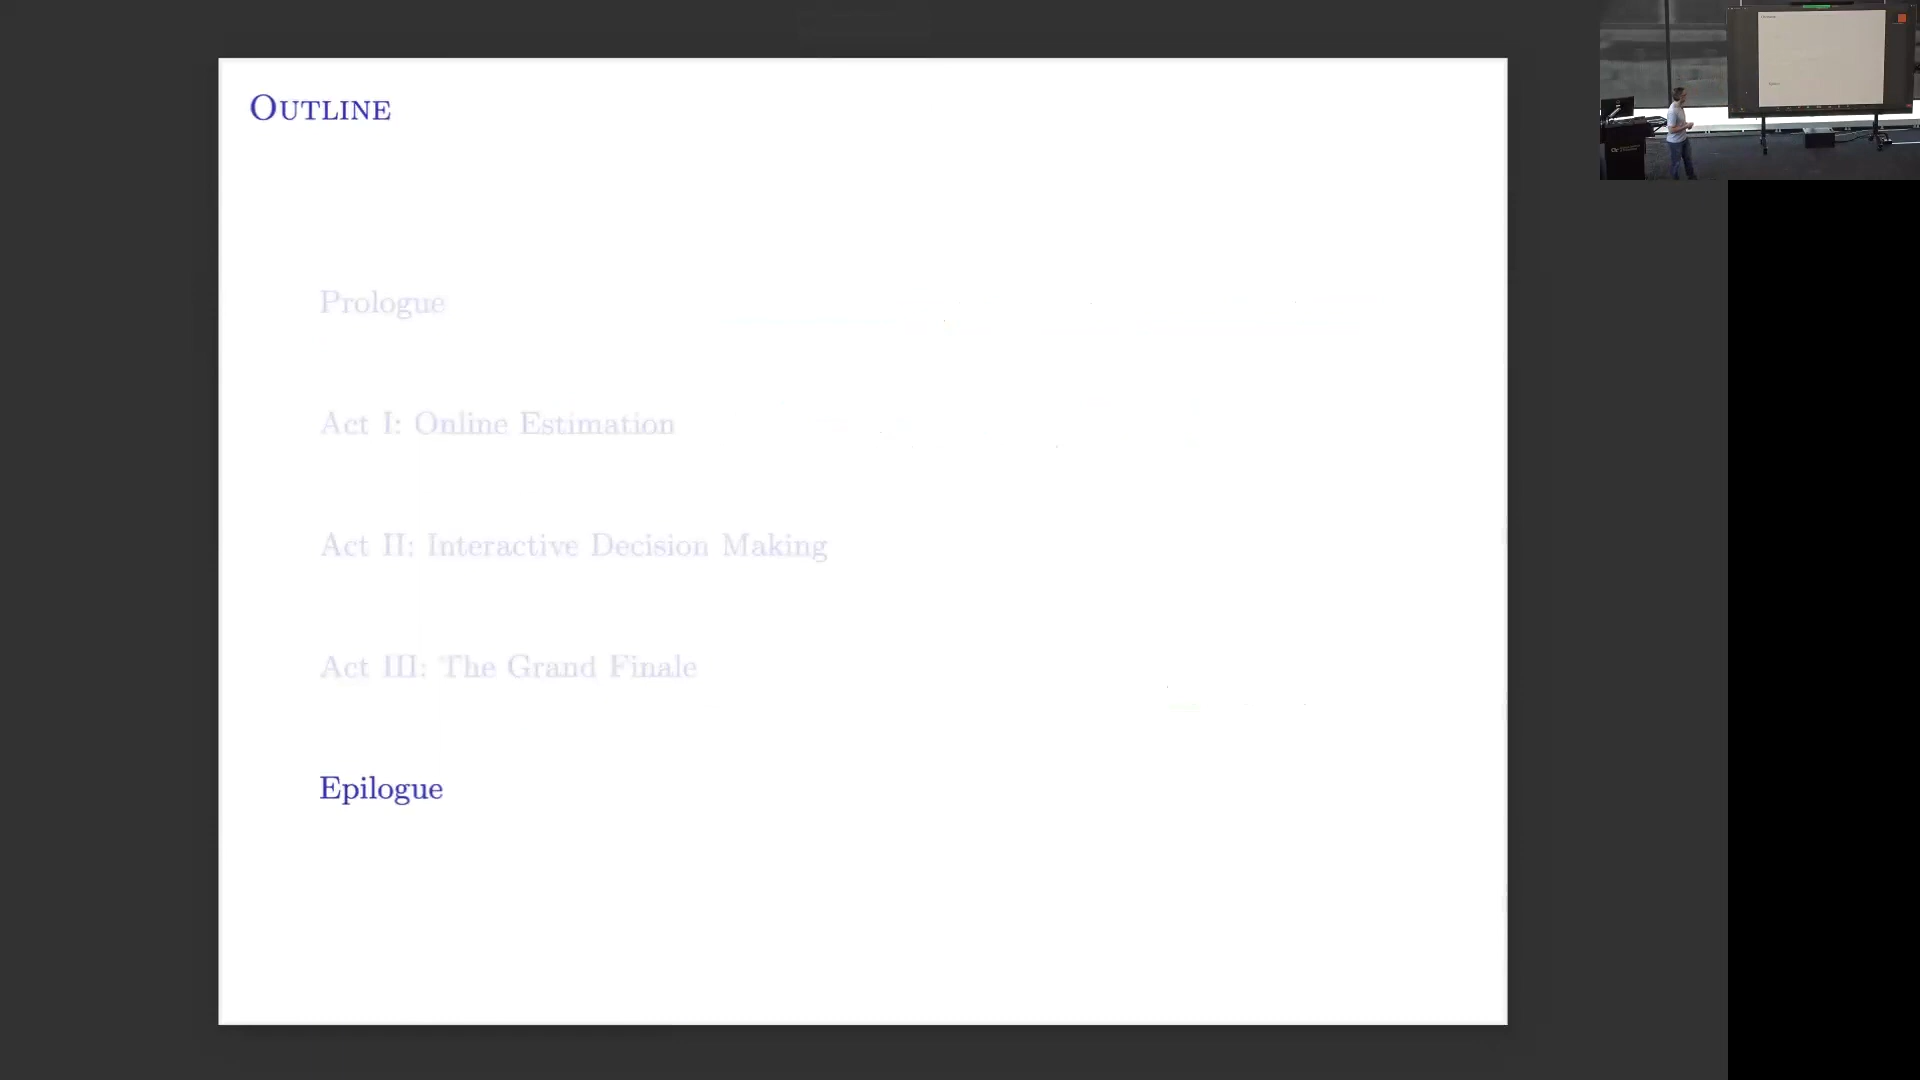 Outline
Prologue
Act I: Online Estimation
Act II: Interactive Decision Making
Act III: The Grand Finale
Epilogue